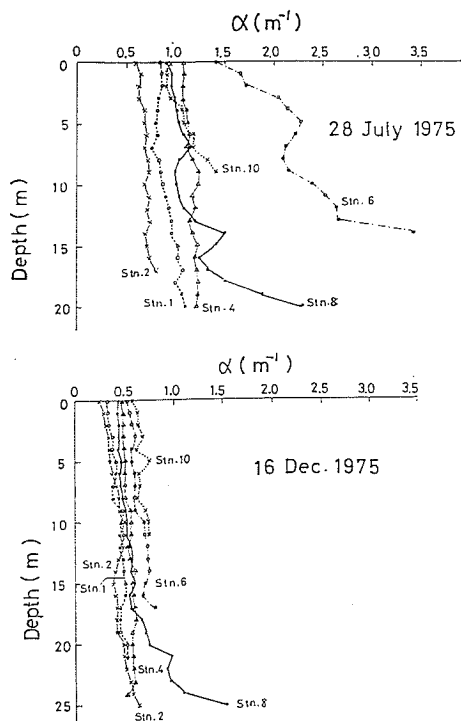 α (m⁻¹)
0 0,5 1,0 1,5 2,0 2,5 3,0 3,5
Depth (m)
0
5
10
15
20
28 July 1975
Stn. 10
Stn. 6
Stn. 2
Stn. 1
Stn. 4
Stn. 8
α (m⁻¹)
0 0.5 1.0 1.5 2.0 2.5 3.0 3.5
Depth (m)
0
5
10
15
20
25
Stn. 10
16 Dec. 1975
Stn. 2
Stn. 1
Stn. 6
Stn. 4
Stn. 8
Stn. 2